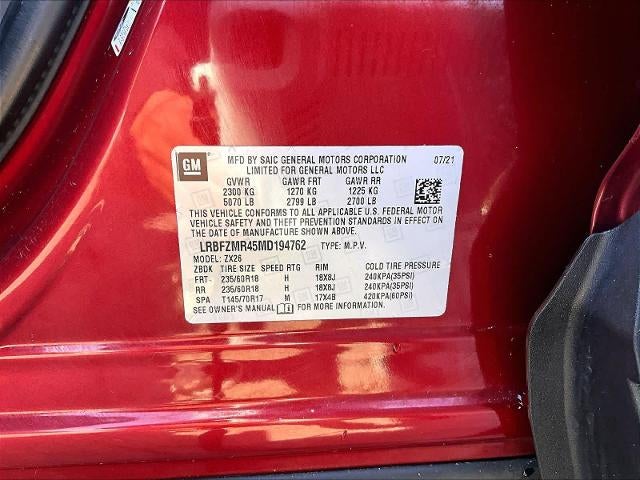 GM
MFD BY SAIC GENERAL MOTORS CORPORATION 07/21
LIMITED FOR GENERAL MOTORS LLC
GVWR GAWR FRT GAWR RR
2300 KG 1270 KG 1225 KG
5070 LB 2799 LB 2700 LB
THIS VEHICLE CONFORMS TO ALL APPLICABLE U.S. FEDERAL MOTOR
VEHICLE SAFETY AND THEFT PREVENTION STANDARDS IN EFFECT ON
THE DATE OF MANUFACTURE SHOWN ABOVE.
LRBFZMR45MD194762 TYPE: M.P.V.
MODEL: ZX26
ZBDK TIRE SIZE SPEED RTG RIM COLD TIRE PRESSURE
FRT- 235/60R18 H 18X8J 240KPA(35PSI)
RR 235/60R18 H 18X8J 240KPA(35PSI)
SPA T145/70R17 M 17X4B 420KPA(60PSI)
SEE OWNER'S MANUAL FOR MORE INFORMATION.